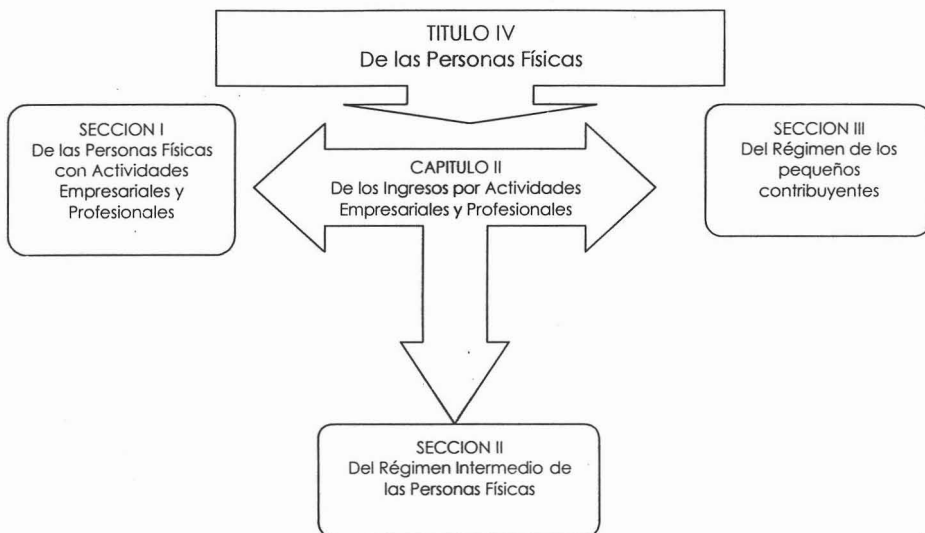 TITULO IV
De las Personas Físicas
SECCION I
De las Personas Físicas
con Actividades
Empresariales y
Profesionales
CAPITULO II
De los Ingresos por Actividades
Empresariales y Profesionales
SECCION III
Del Régimen de los
pequeños
contribuyentes
SECCION II
Del Régimen Intermedio de
las Personas Físicas